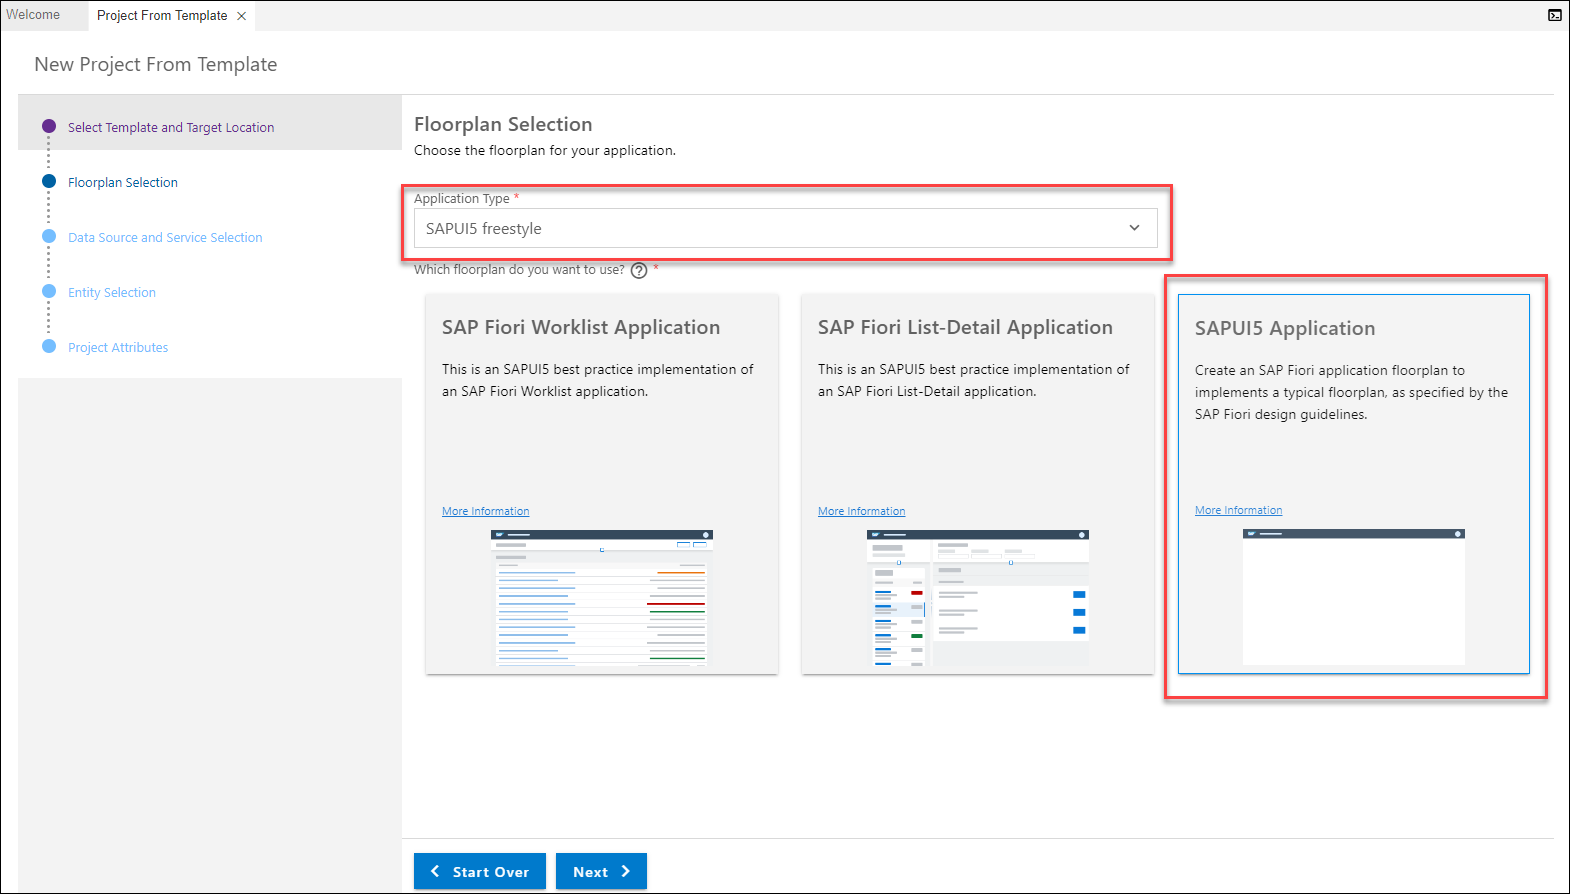 Welcome
Project From Template
New Project From Template
Select Template and Target Location
Floorplan Selection
Data Source and Service Selection
Entity Selection
Project Attributes
Floorplan Selection
Choose the floorplan for your application.
Application Type *
SAPUI5 freestyle
Which floorplan do you want to use? ? *
SAP Fiori Worklist Application
This is an SAPUI5 best practice implementation of
an SAP Fiori Worklist application.
More Information
SAP Fiori List-Detail Application
This is an SAPUI5 best practice implementation of
an SAP Fiori List-Detail application.
More Information
SAPUI5 Application
Create an SAP Fiori application floorplan to
implements a typical floorplan, as specified by the
SAP Fiori design guidelines.
More Information
Start Over
Next